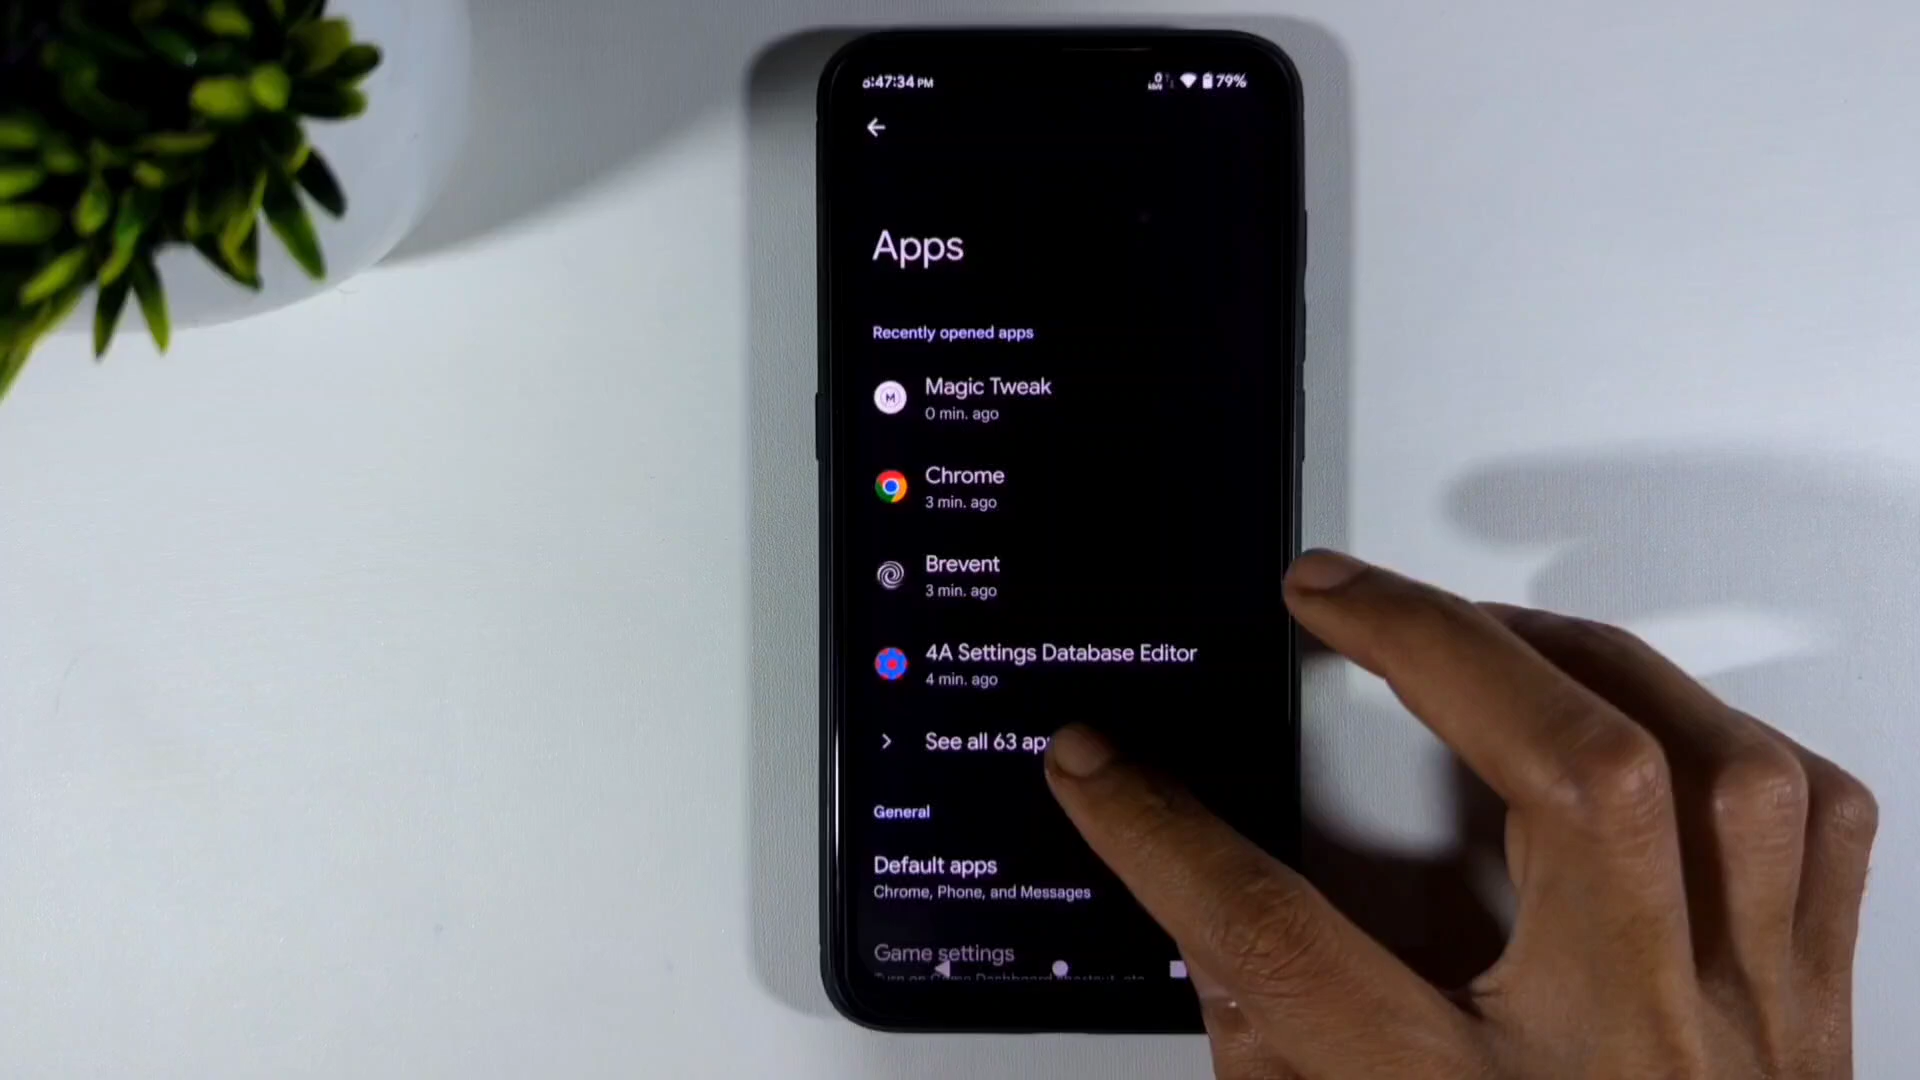 :47:34 PM
79%
Apps
Recently opened apps
M
Magic Tweak
0 min. ago
Chrome
3 min. ago
Brevent
3 min. ago
4A Settings Database Editor
4 min. ago
See all 63
General
Default apps
Chrome, Phone, and Messages
Game settings